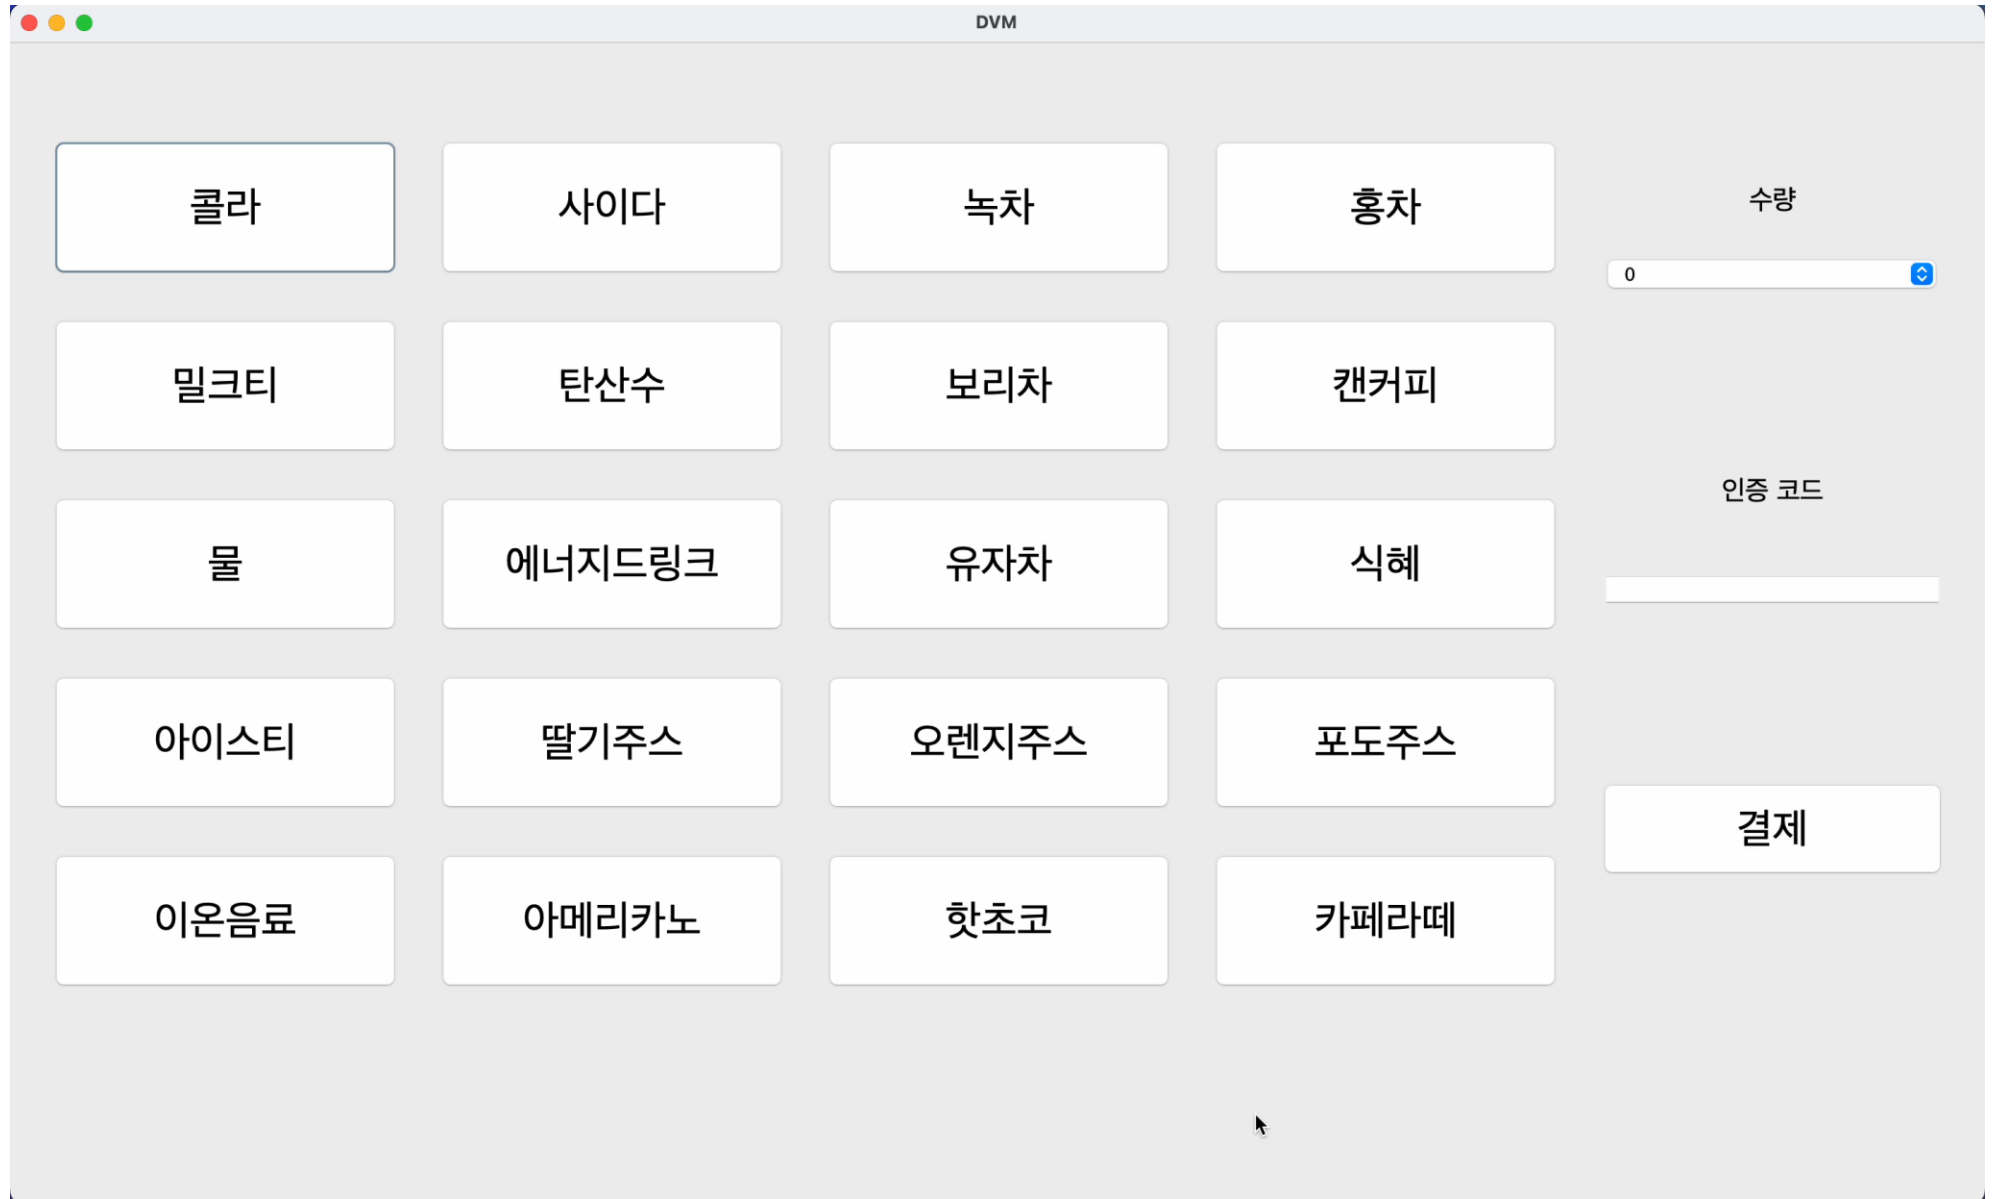 DVM
콜라 사이다 녹차 홍차
수량
0
밀크티 탄산수 보리차 캔커피
인증 코드
물 에너지드링크 유자차 식혜
아이스티 딸기주스 오렌지주스 포도주스
결제
이온음료 아메리카노 핫초코 카페라떼